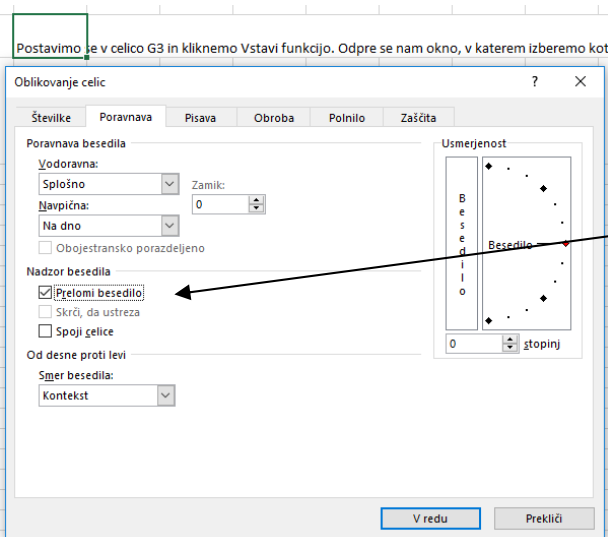 Postavimo se v celico G3 in kliknemo Vstavi funkcijo. Odpre se nam okno, v katerem izberemo kot
Oblikovanje celic
?
Številke Poravnava Pisava Obroba Polnilo Zaščita
Poravnava besedila
Vodoravna:
Splošno
Zamik:
0
Navpična:
Na dno
Obojestransko porazdeljeno
Nadzor besedila
Prelomi besedilo
Skrči, da ustreza
Spoji celice
Od desne proti levi
Smer besedila:
Kontekst
Usmerjenost
Besedilo
Besedilo
0 stopinj
V redu Prekliči